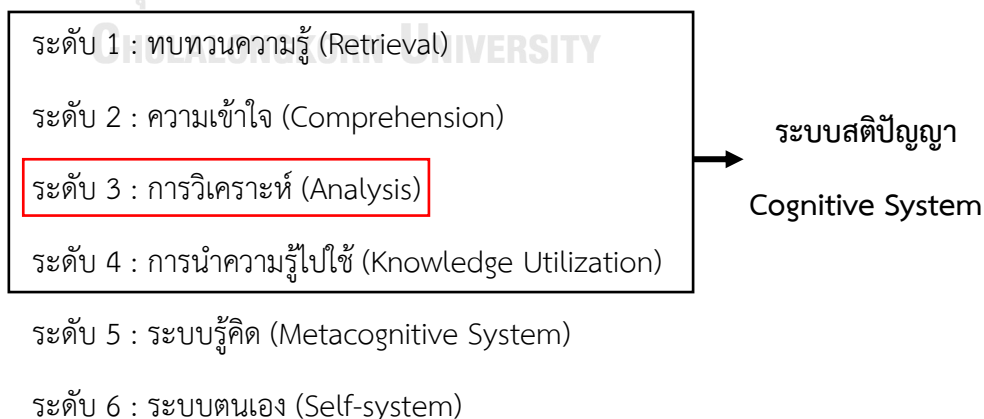 CHULALONGKORN UNIVERSITY
ระดับ 1 : ทบทวนความรู้ (Retrieval)
ระดับ 2 : ความเข้าใจ (Comprehension)
ระดับ 3 : การวิเคราะห์ (Analysis)
ระดับ 4 : การนำความรู้ไปใช้ (Knowledge Utilization)
ระบบสติปัญญา
Cognitive System
ระดับ 5 : ระบบรู้คิด (Metacognitive System)
ระดับ 6 : ระบบตนเอง (Self-system)